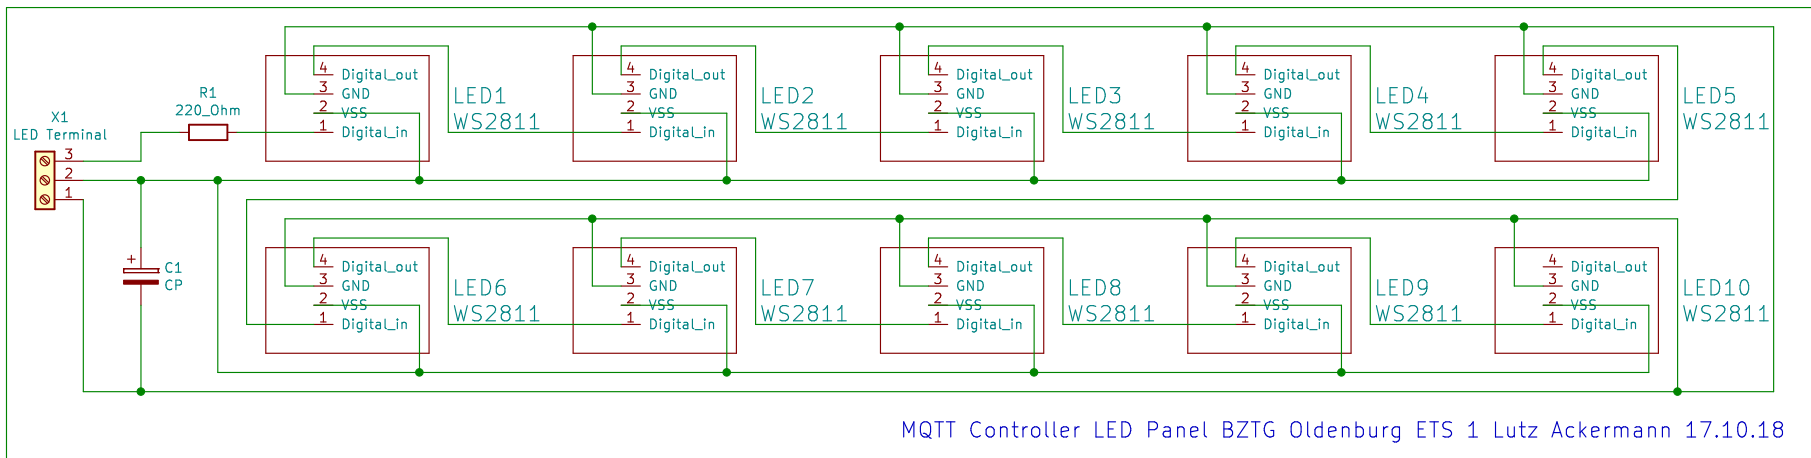 X1
LED Terminal
3
2
1
R1
220_Ohm
+
C1
CP
4 Digital_out
3 GND
2 VSS
1 Digital_in
LED1
WS2811
4 Digital_out
3 GND
2 VSS
1 Digital_in
LED2
WS2811
4 Digital_out
3 GND
2 VSS
1 Digital_in
LED3
WS2811
4 Digital_out
3 GND
2 VSS
1 Digital_in
LED4
WS2811
4 Digital_out
3 GND
2 VSS
1 Digital_in
LED5
WS2811
4 Digital_out
3 GND
2 VSS
1 Digital_in
LED6
WS2811
4 Digital_out
3 GND
2 VSS
1 Digital_in
LED7
WS2811
4 Digital_out
3 GND
2 VSS
1 Digital_in
LED8
WS2811
4 Digital_out
3 GND
2 VSS
1 Digital_in
LED9
WS2811
4 Digital_out
3 GND
2 VSS
1 Digital_in
LED10
WS2811
MQTT Controller LED Panel BZTG Oldenburg ETS 1 Lutz Ackermann 17.10.18